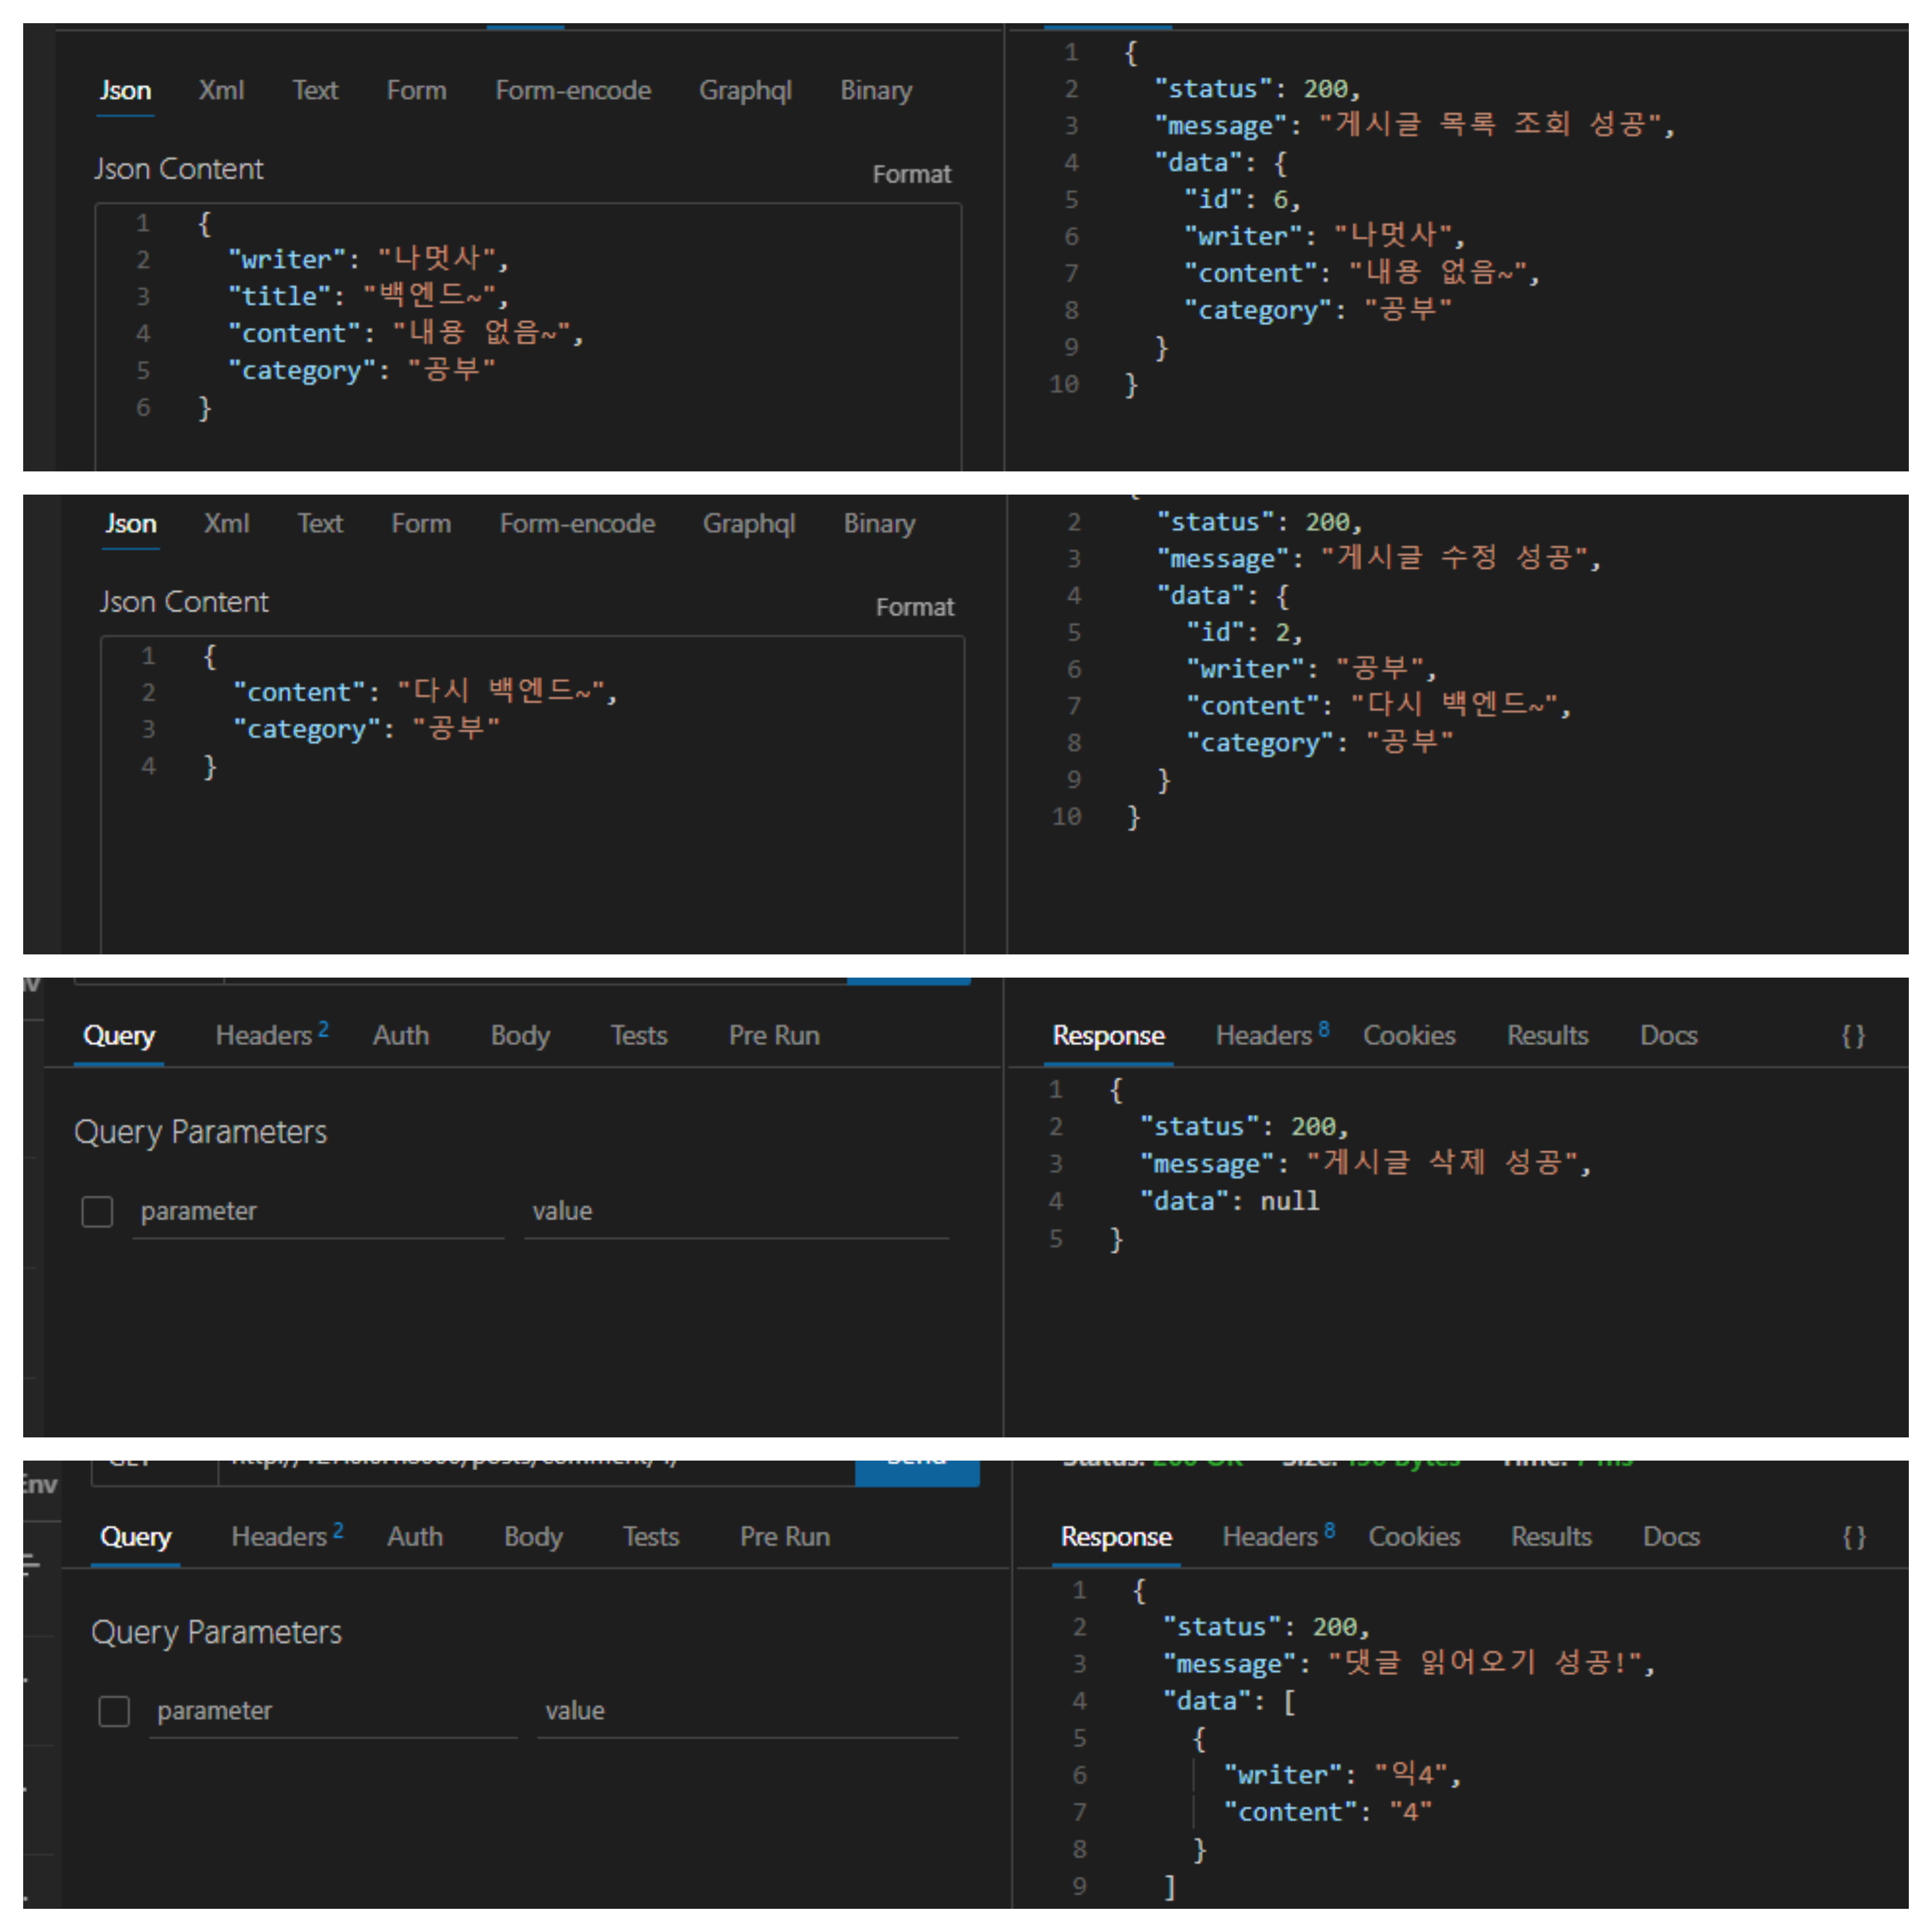 Json Xml Text Form Form-encode Graphql Binary
Json Content
Format
1 {
2 "writer": "나멋사",
3 "title": "백엔드~",
4 "content": "내용 없음~",
5 "category": "공부"
6 }
1 {
2 "status": 200,
3 "message": "게시글 목록 조회 성공",
4 "data": {
5 "id": 6,
6 "writer": "나멋사",
7 "content": "내용 없음~",
8 "category": "공부"
9 }
10 }
Json Xml Text Form Form-encode Graphql Binary
Json Content
Format
1 {
2 "content": "다시 백엔드~",
3 "category": "공부"
4 }
2 "status": 200,
3 "message": "게시글 수정 성공",
4 "data": {
5 "id": 2,
6 "writer": "공부",
7 "content": "다시 백엔드~",
8 "category": "공부"
9 }
10 }
Query Headers 2 Auth Body Tests Pre Run
Query Parameters
parameter value
Response Headers 8 Cookies Results Docs {}
1 {
2 "status": 200,
3 "message": "게시글 삭제 성공",
4 "data": null
5 }
Env
Query Headers 2 Auth Body Tests Pre Run
Query Parameters
parameter value
Response Headers 8 Cookies Results Docs {}
1 {
2 "status": 200,
3 "message": "댓글 읽어오기 성공!",
4 "data": [
5 {
6 "writer": "익4",
7 "content": "4"
8 }
9 ]